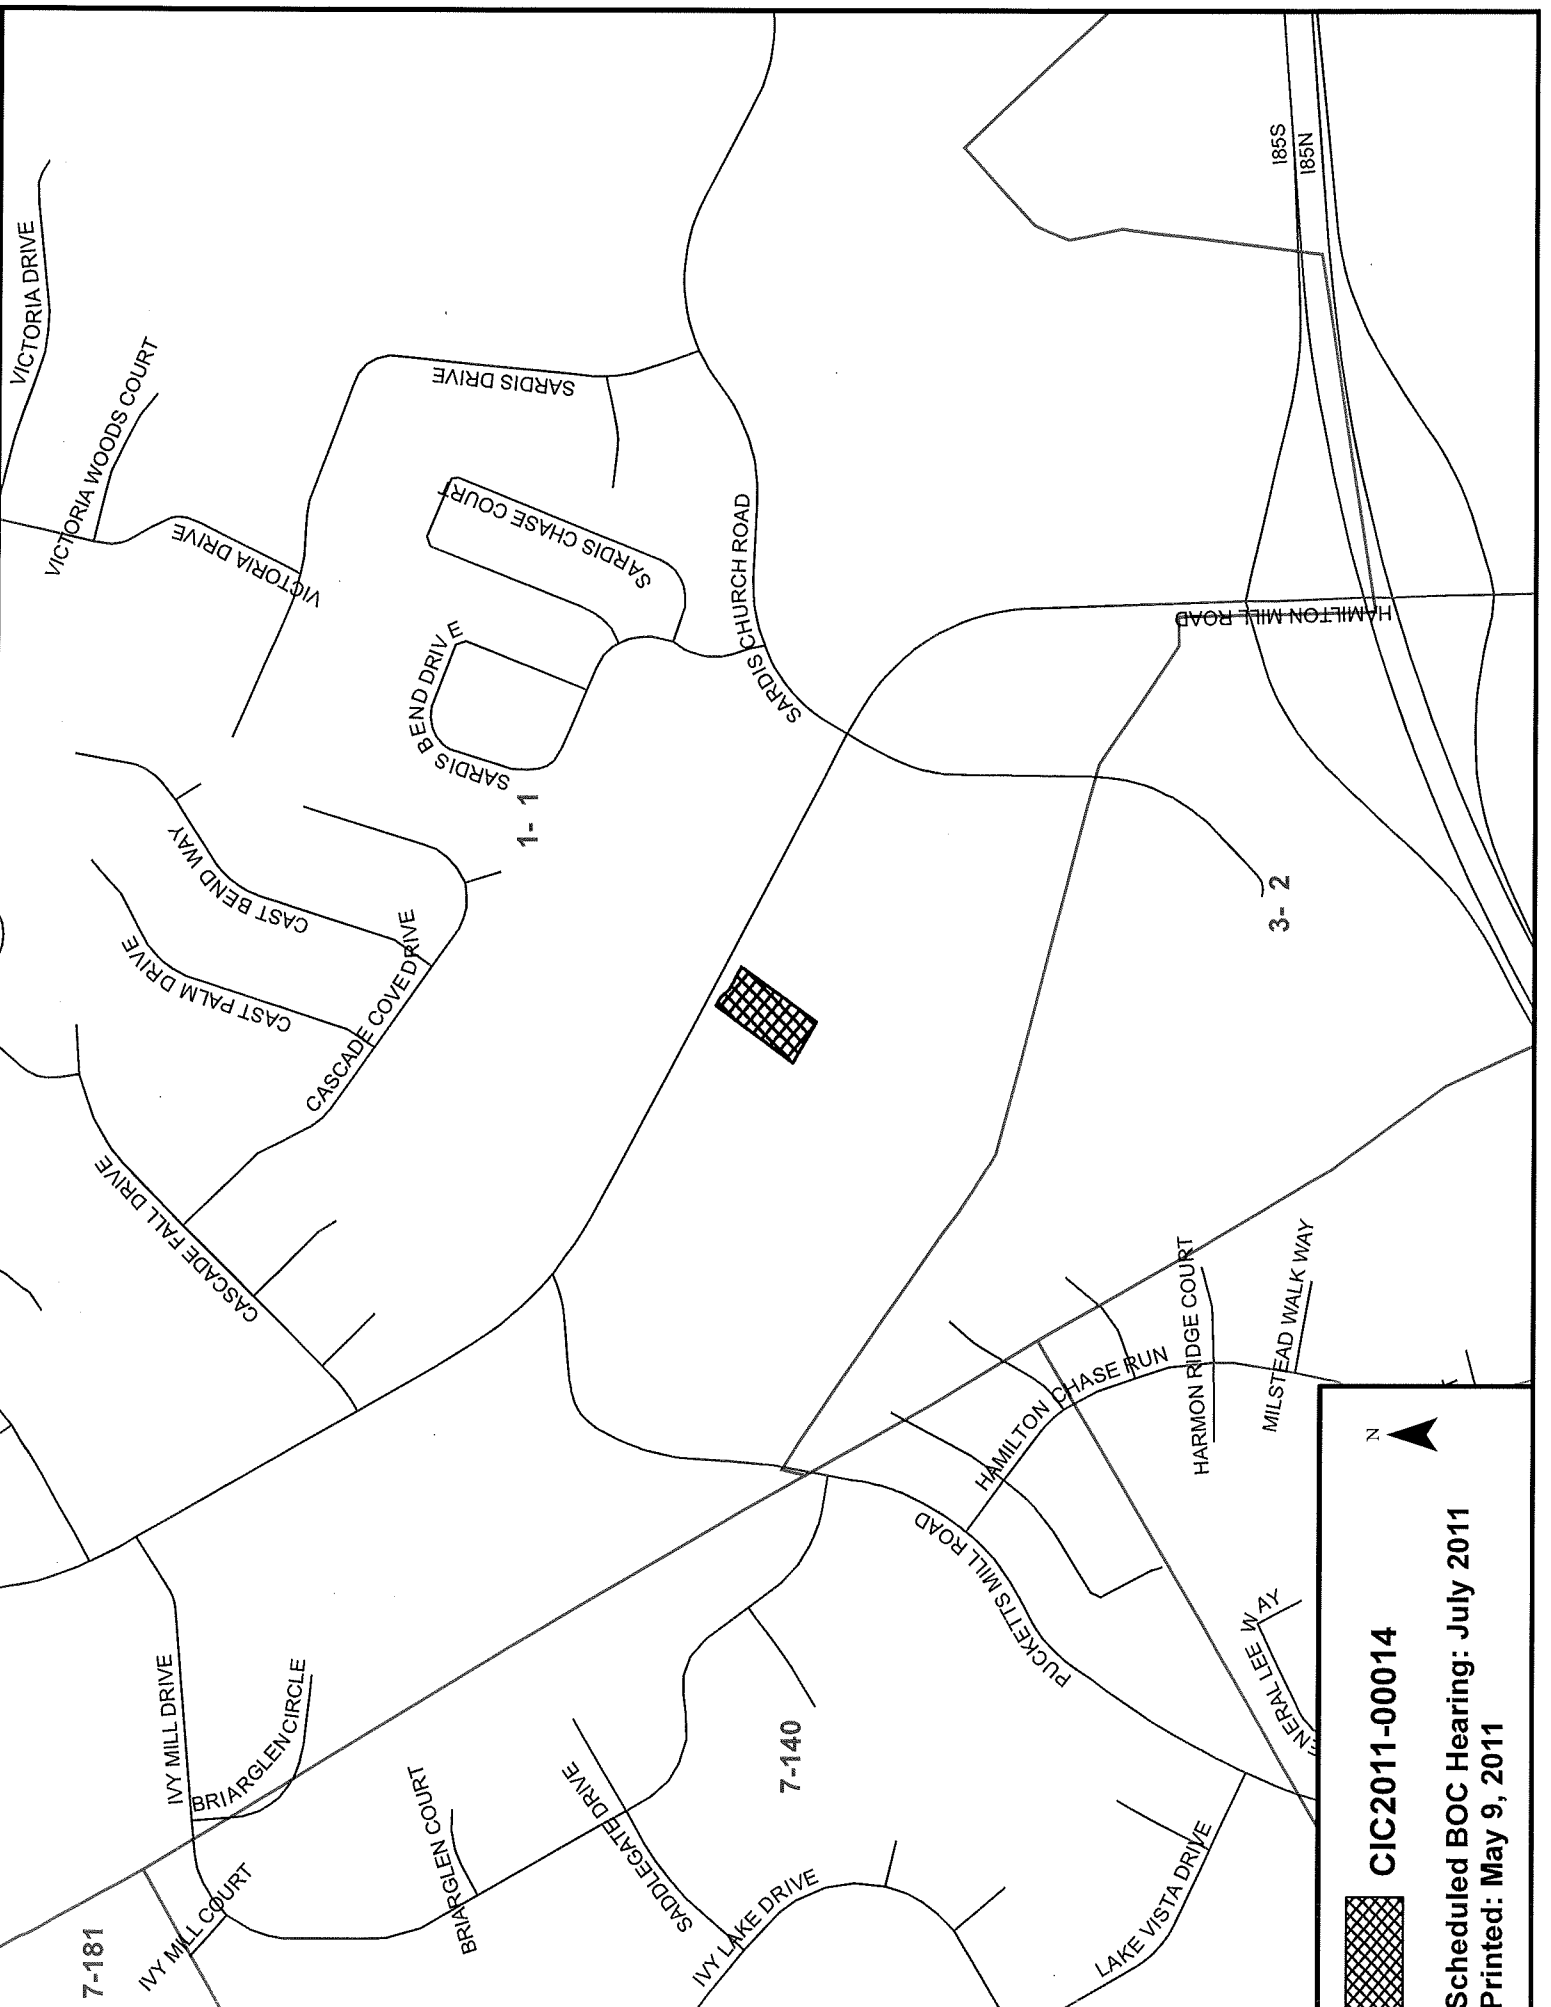 VICTORIA DRIVE
VICTORIA WOODS COURT
VICTORIA DRIVE
SARDIS DRIVE
SARDIS CHASE COURT
SARDIS BEND DRIVE
SARDIS CHURCH ROAD
I85S
I85N
HAMILTON MILL ROAD
1- 1
3- 2
CAST BEND WAY
CAST PALM DRIVE
CASCADE COVE DRIVE
CASCADE FALL DRIVE
HARMON RIDGE COURT
MILSTEAD WALK WAY
HAMILTON CHASE RUN
PUCKETTS MILL ROAD
IVY MILL DRIVE
BRIARGLEN CIRCLE
BRIARGLEN COURT
SADDLEGATE DRIVE
7-140
IVY MILL COURT
7-181
IVY LAKE DRIVE
LAKE VISTA DRIVE
ENERAL LEE WAY
N
CIC2011-00014
Scheduled BOC Hearing: July 2011
Printed: May 9, 2011